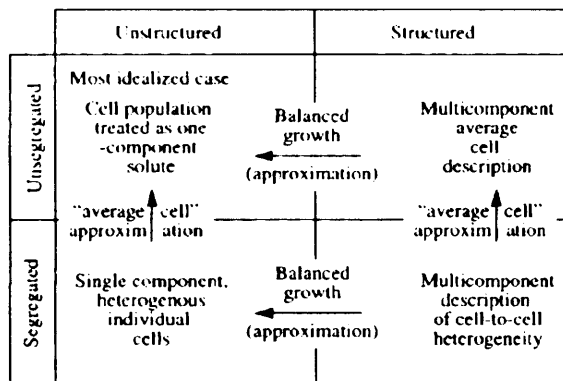 Unstructured
Structured
Unsegregated
Most idealized case
Cell population
treated as one
-component
solute
Balanced
growth
(approximation)
Multicomponent
average
cell
description
"average cell"
approximation
"average cell"
approximation
Segregated
Single component,
heterogenous
individual
cells
Balanced
growth
(approximation)
Multicomponent
description
of cell-to-cell
heterogeneity